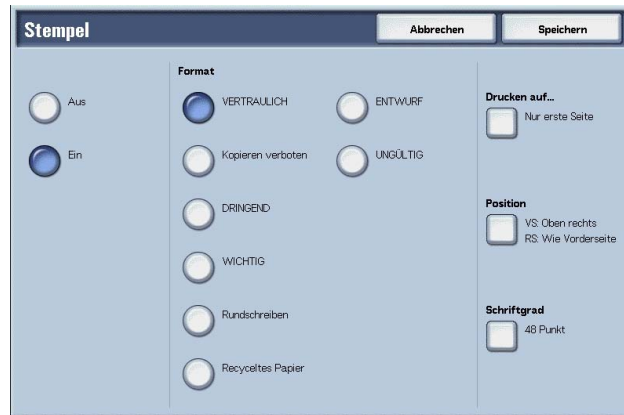 Stempel
Abbrechen
Speichern
Aus
Ein
Format
VERTRAULICH
Kopieren verboten
DRINGEND
WICHTIG
Rundschreiben
Recyceltes Papier
ENTWURF
UNGÜLTIG
Drucken auf...
Nur erste Seite
Position
VS: Oben rechts
RS: Wie Vorderseite
Schriftgrad
48 Punkt